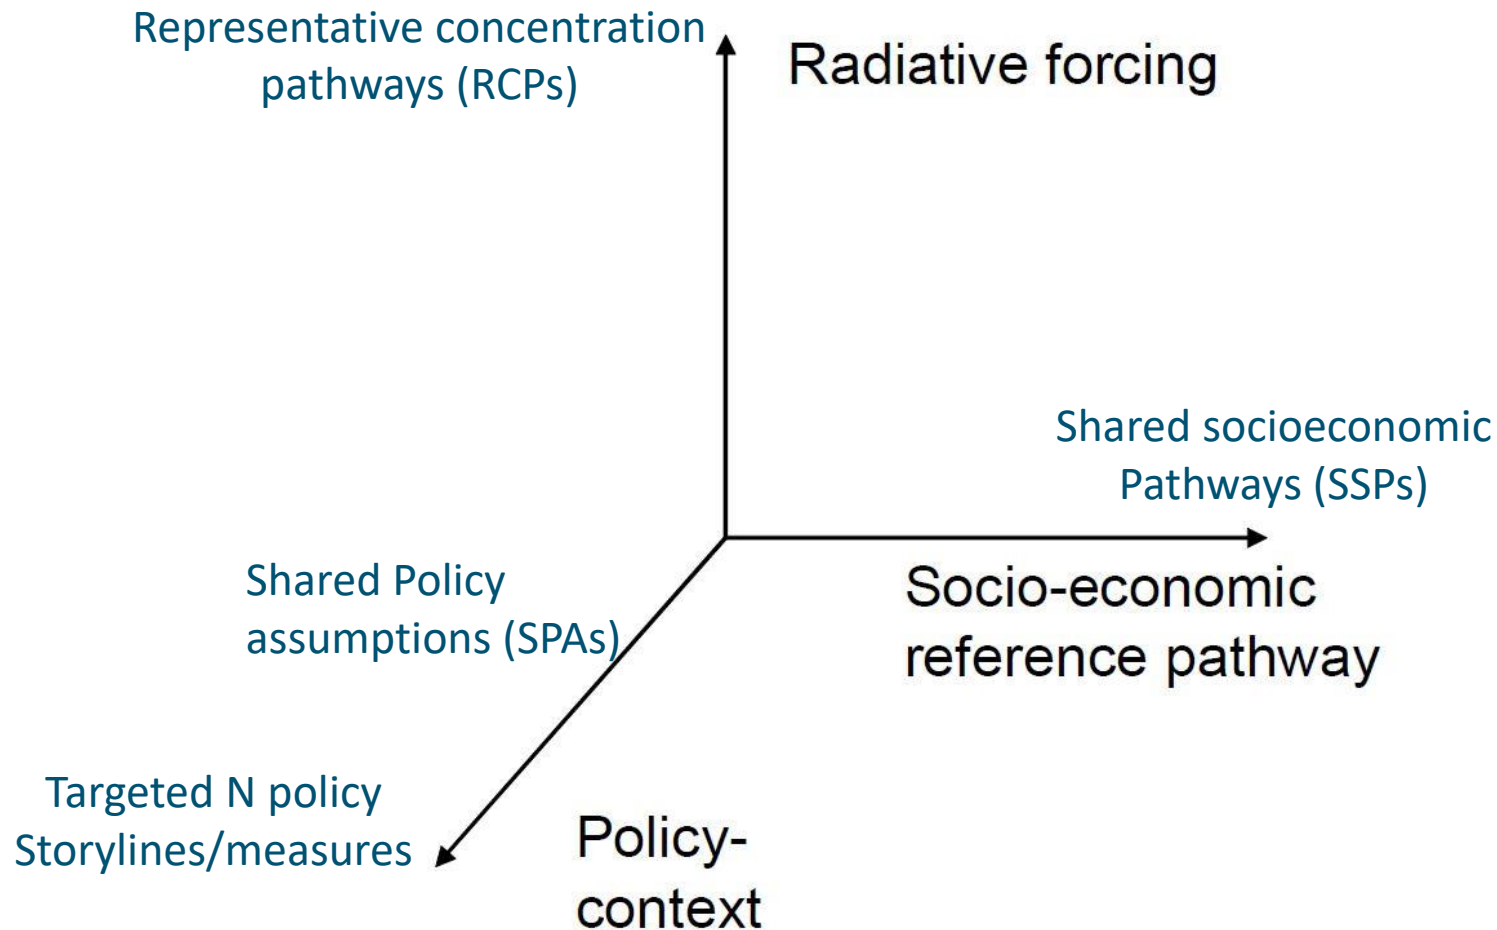 Representative concentration
pathways (RCPs)
Radiative forcing
Shared socioeconomic
Pathways (SSPs)
Socio-economic
reference pathway
Shared Policy
assumptions (SPAs)
Targeted N policy
Storylines/measures
Policy-
context